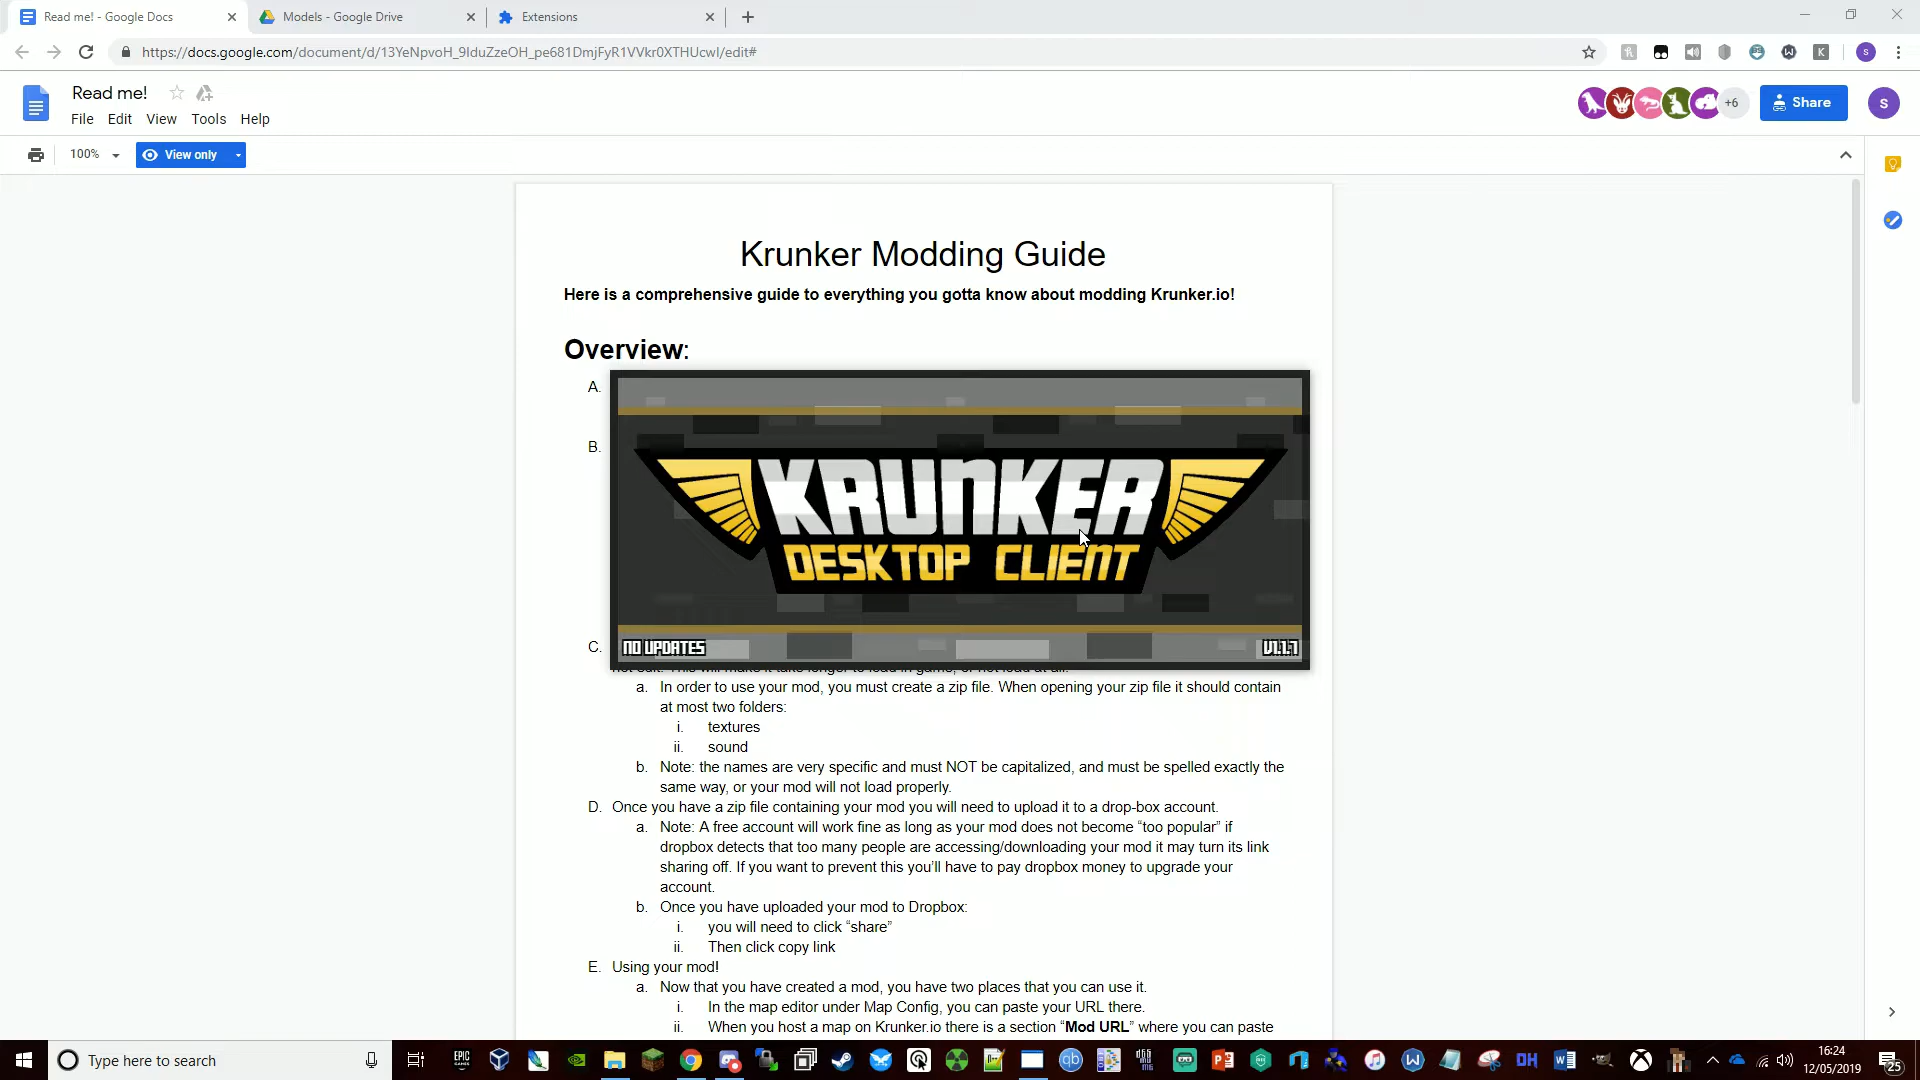 Read me! - Google Docs
Models - Google Drive
Extensions
https://docs.google.com/document/d/13YeNpvoH_9lduZzeOH_pe681DmjFyR1VVkr0XTHUcwI/edit#
Read me!
File Edit View Tools Help
+6
Share
S
100%
View only
Krunker Modding Guide
Here is a comprehensive guide to everything you gotta know about modding Krunker.io!
Overview:
A.
B.
KRUNKER
DESKTOP CLIENT
C.
NO UPDATES
V1.1.7
a. In order to use your mod, you must create a zip file. When opening your zip file it should contain
at most two folders:
i. textures
ii. sound
b. Note: the names are very specific and must NOT be capitalized, and must be spelled exactly the
same way, or your mod will not load properly.
D. Once you have a zip file containing your mod you will need to upload it to a drop-box account.
a. Note: A free account will work fine as long as your mod does not become “too popular” if
dropbox detects that too many people are accessing/downloading your mod it may turn its link
sharing off. If you want to prevent this you’ll have to pay dropbox money to upgrade your
account.
b. Once you have uploaded your mod to Dropbox:
i. you will need to click “share”
ii. Then click copy link
E. Using your mod!
a. Now that you have created a mod, you have two places that you can use it.
i. In the map editor under Map Config, you can paste your URL there.
ii. When you host a map on Krunker.io there is a section “Mod URL” where you can paste
Type here to search
16:24
12/05/2019
25